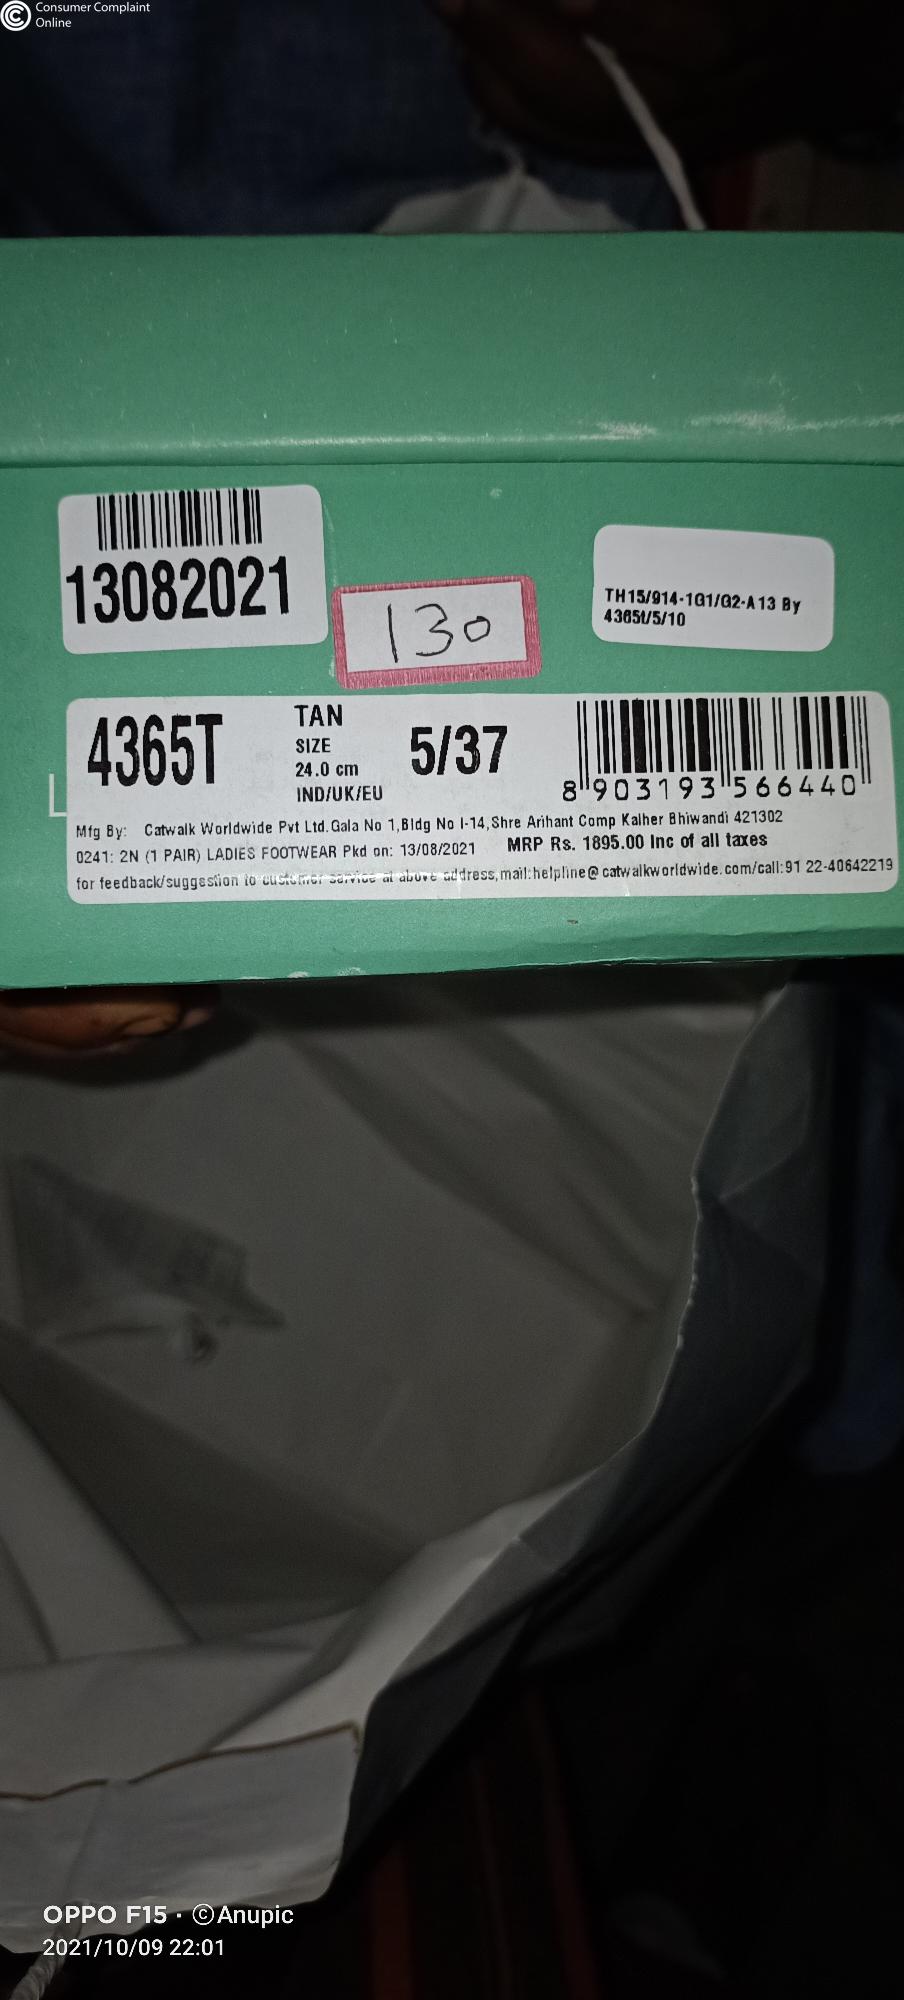 Consumer Complaint
Online
13082021
130
TH15/914-1G1/G2-A13 By
4365t/5/10
4365T
TAN
SIZE
24.0 cm
IND/UK/EU
5/37
8 903193 566440
Mfg By: Catwalk Worldwide Pvt Ltd.Gala No 1,Bldg No I-14,Shre Arihant Comp Kalher Bhiwandi 421302
0241: 2N (1 PAIR) LADIES FOOTWEAR Pkd on: 13/08/2021 MRP Rs. 1895.00 Inc of all taxes
for feedback/suggestion to customer service at above address,mail:helpline@catwalkworldwide.com/call:91 22-40642219
OPPO F15 · ©Anupic
2021/10/09 22:01